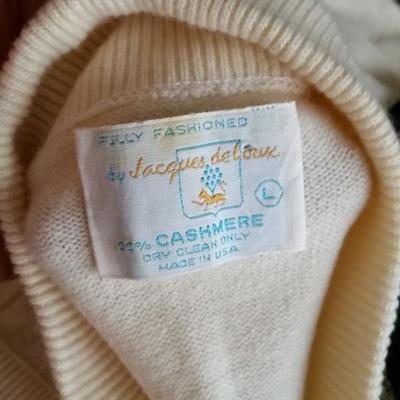 FULLY FASHIONED
by Jacques de Loux
L
100% CASHMERE
DRY CLEAN ONLY
MADE IN USA